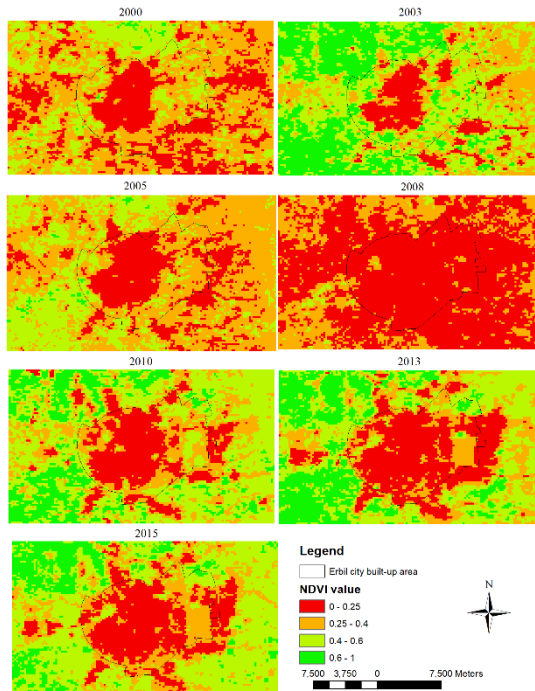 2000
2003
2005
2008
2010
2013
2015
Legend
Erbil city built-up area
NDVI value
0 - 0.25
0.25 - 0.4
0.4 - 0.6
0.6 - 1
N
7,500 3,750 0 7,500 Meters